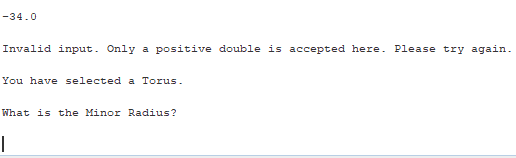 -34.0
Invalid input. Only a positive double is accepted here. Please try again.
You have selected a Torus.
What is the Minor Radius?